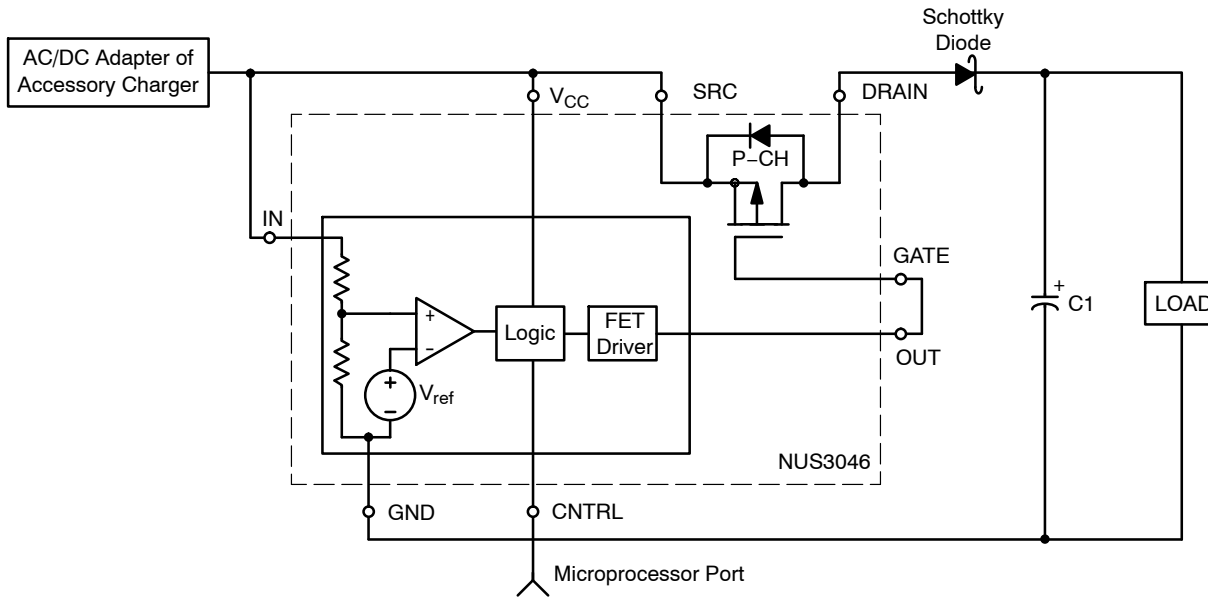 Schottky
Diode
AC/DC Adapter of
Accessory Charger
VCC
SRC
DRAIN
P−CH
IN
GATE
+
C1
LOAD
+
−
Logic
FET
Driver
OUT
+
−
Vref
NUS3046
GND
CNTRL
Microprocessor Port